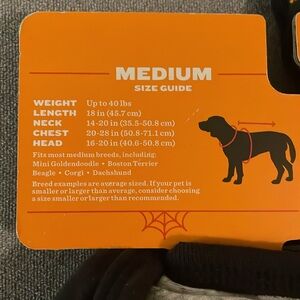 MEDIUM
SIZE GUIDE
WEIGHT Up to 40 lbs
LENGTH 18 in (45.7 cm)
NECK 14-20 in (35.5-50.8 cm)
CHEST 20-28 in (50.8-71.1 cm)
HEAD 16-20 in (40.6-50.8 cm)
Fits most medium breeds, including:
Mini Goldendoodle • Boston Terrier
Beagle • Corgi • Dachshund
Breed examples are average sized. If your pet is
smaller or larger than average, consider choosing
a size smaller or larger than recommended.